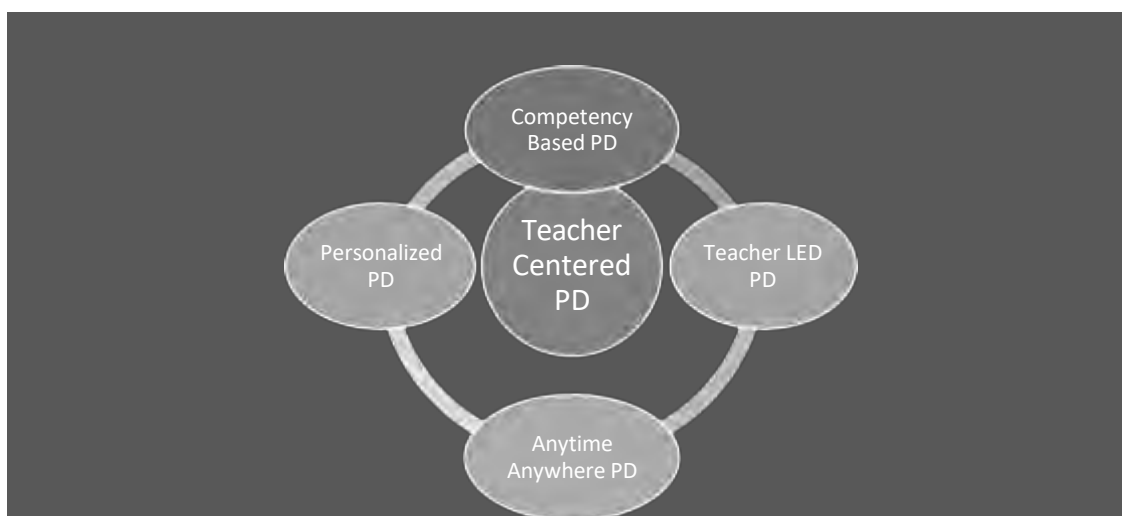 Competency
Based PD
Teacher
Centered
PD
Personalized
PD
Teacher LED
PD
Anytime
Anywhere PD